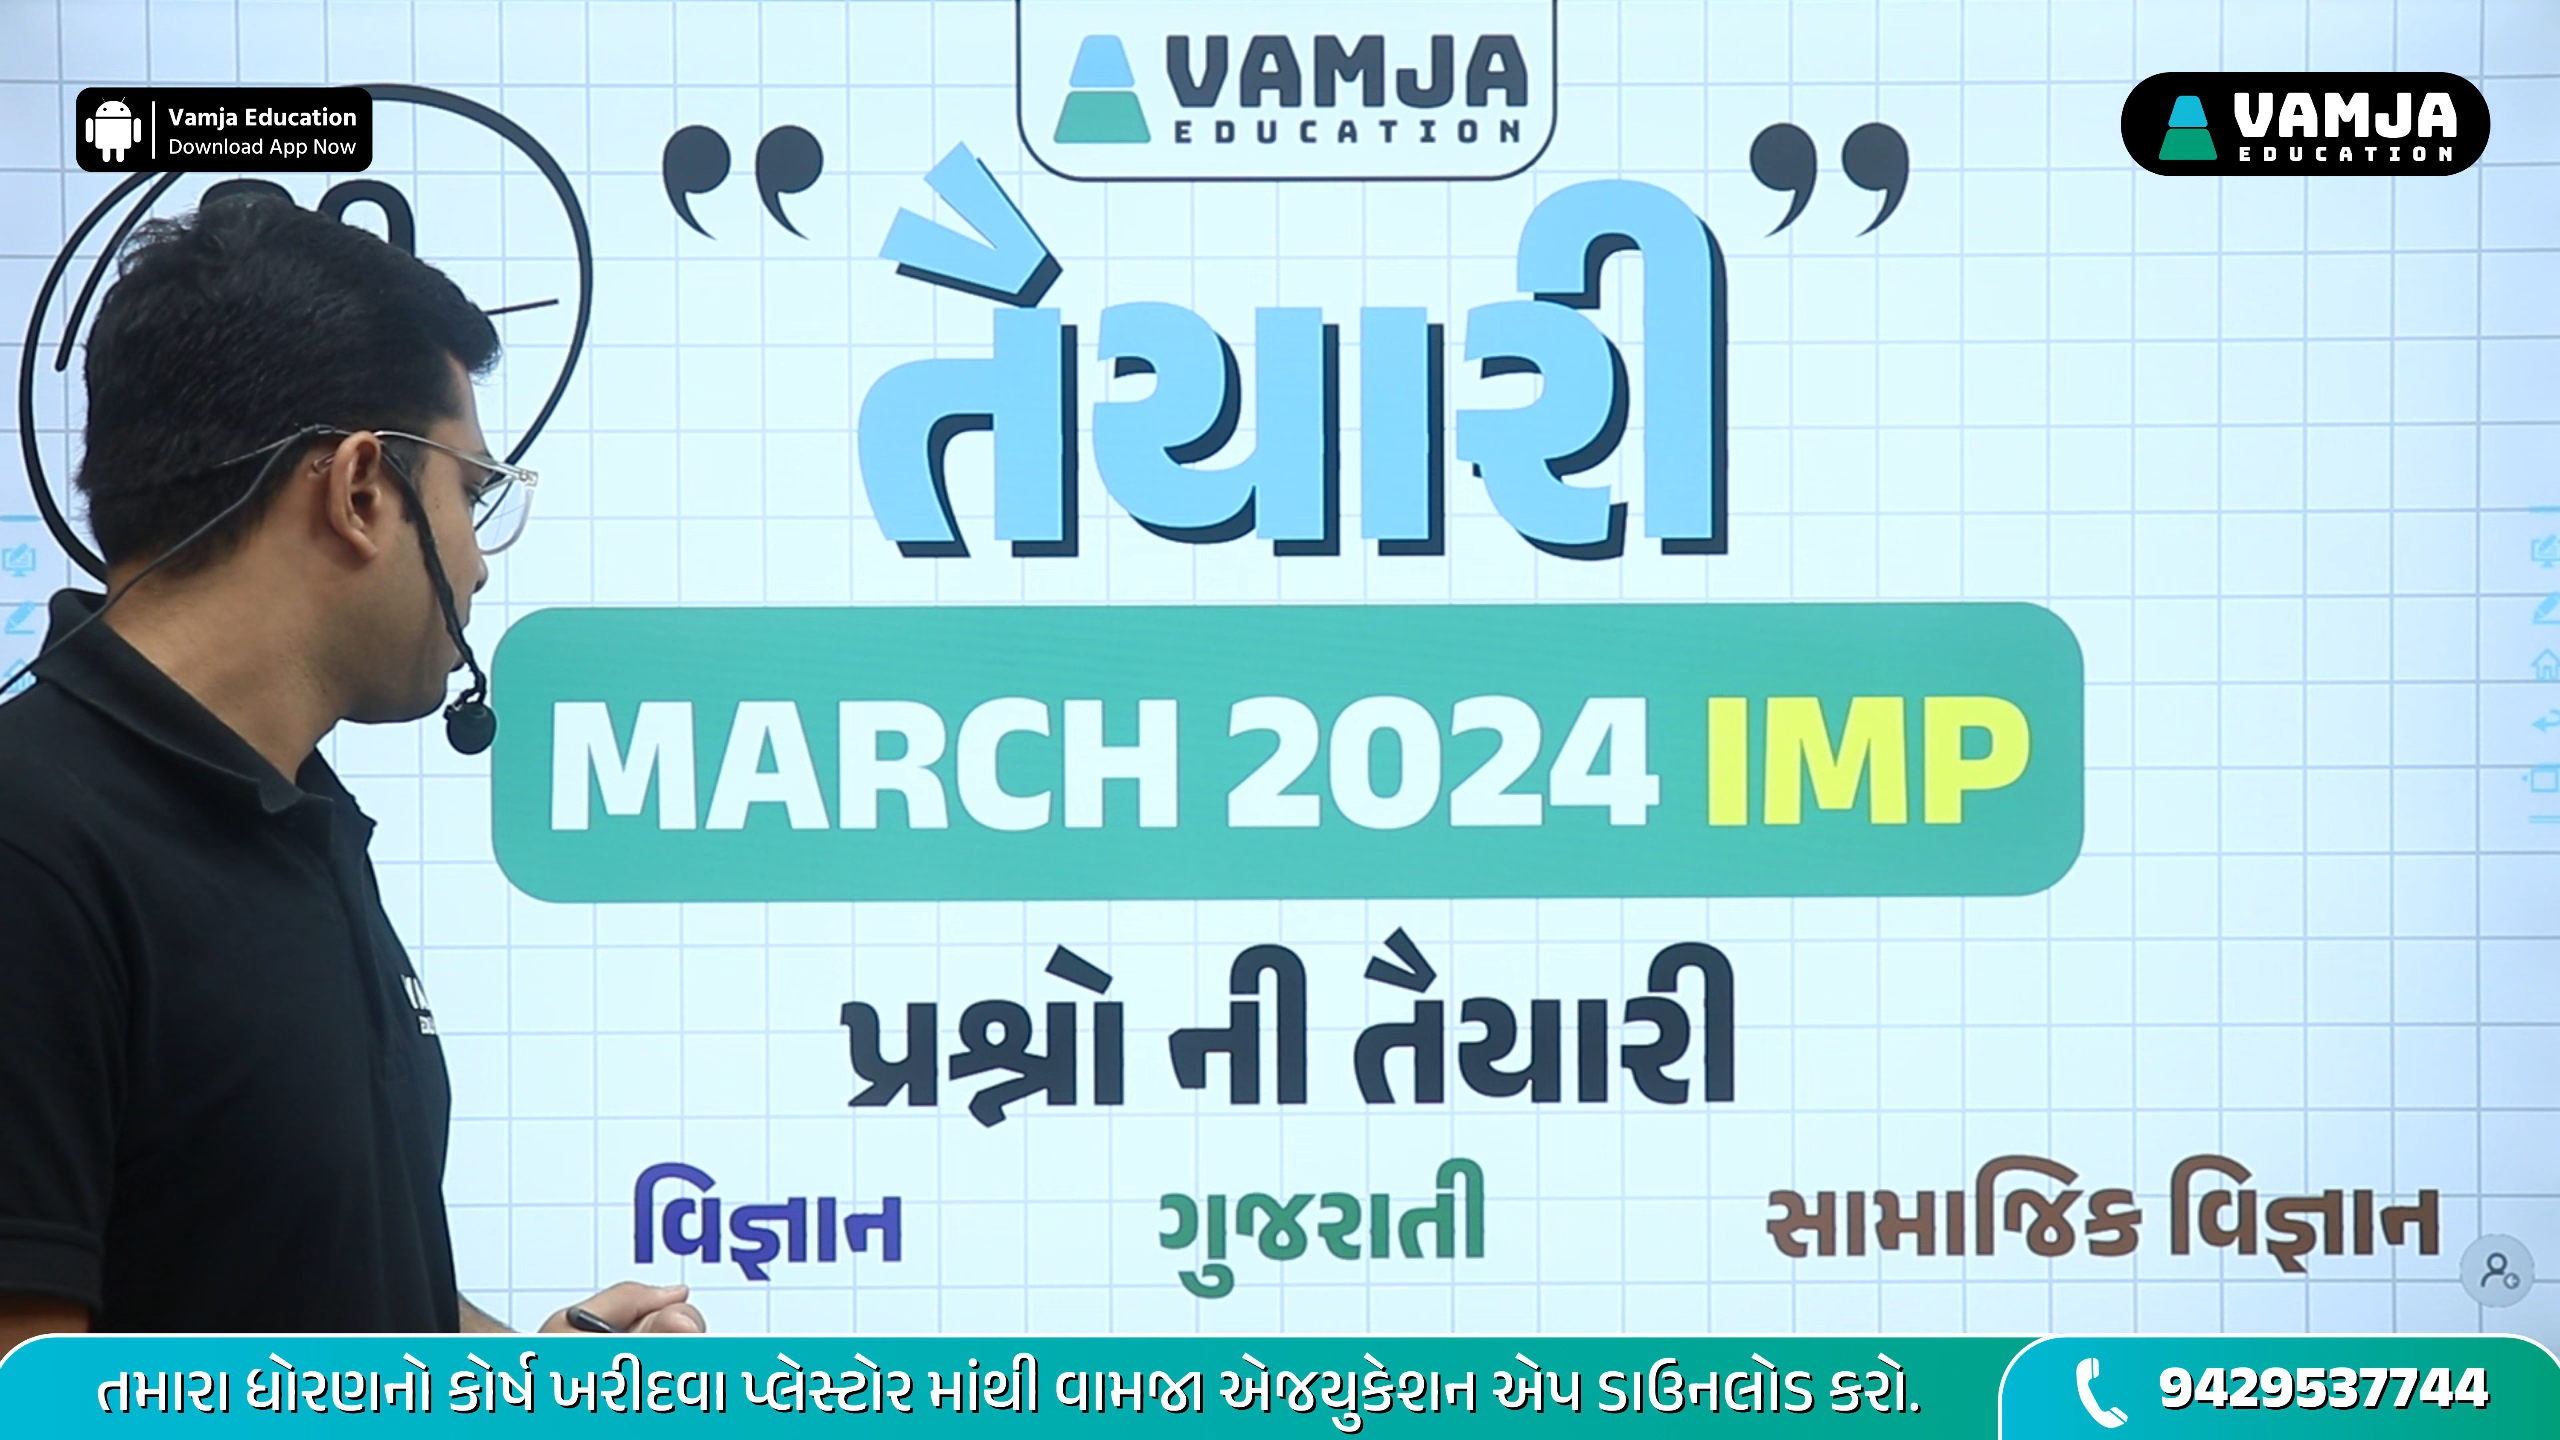 VAMJA
EDUCATION
Vamja Education
Download App Now
VAMJA
EDUCATION
"તૈયારી"
MARCH 2024 IMP
પ્રશ્નો ની તૈયારી
વિજ્ઞાન ગુજરાતી સામાજિક વિજ્ઞાન
તમારા ધોરણનો કોર્ષ ખરીદવા પ્લેસ્ટોર માંથી વામજા એજયુકેશન એપ ડાઉનલોડ કરો.
9429537744